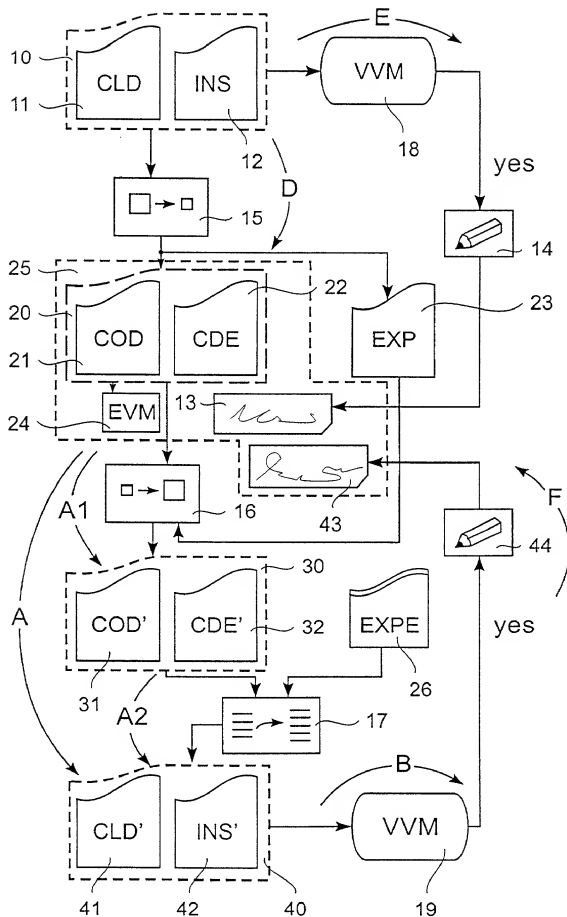 E
10
CLD
INS
VVM
11
12
18
D
yes
15
14
25
22
20
23
COD
CDE
EXP
21
13
EVM
24
A1
16
43
F
44
30
A
COD'
CDE'
32
EXPE
yes
31
26
A2
17
B
CLD'
INS'
VVM
41
42
40
19